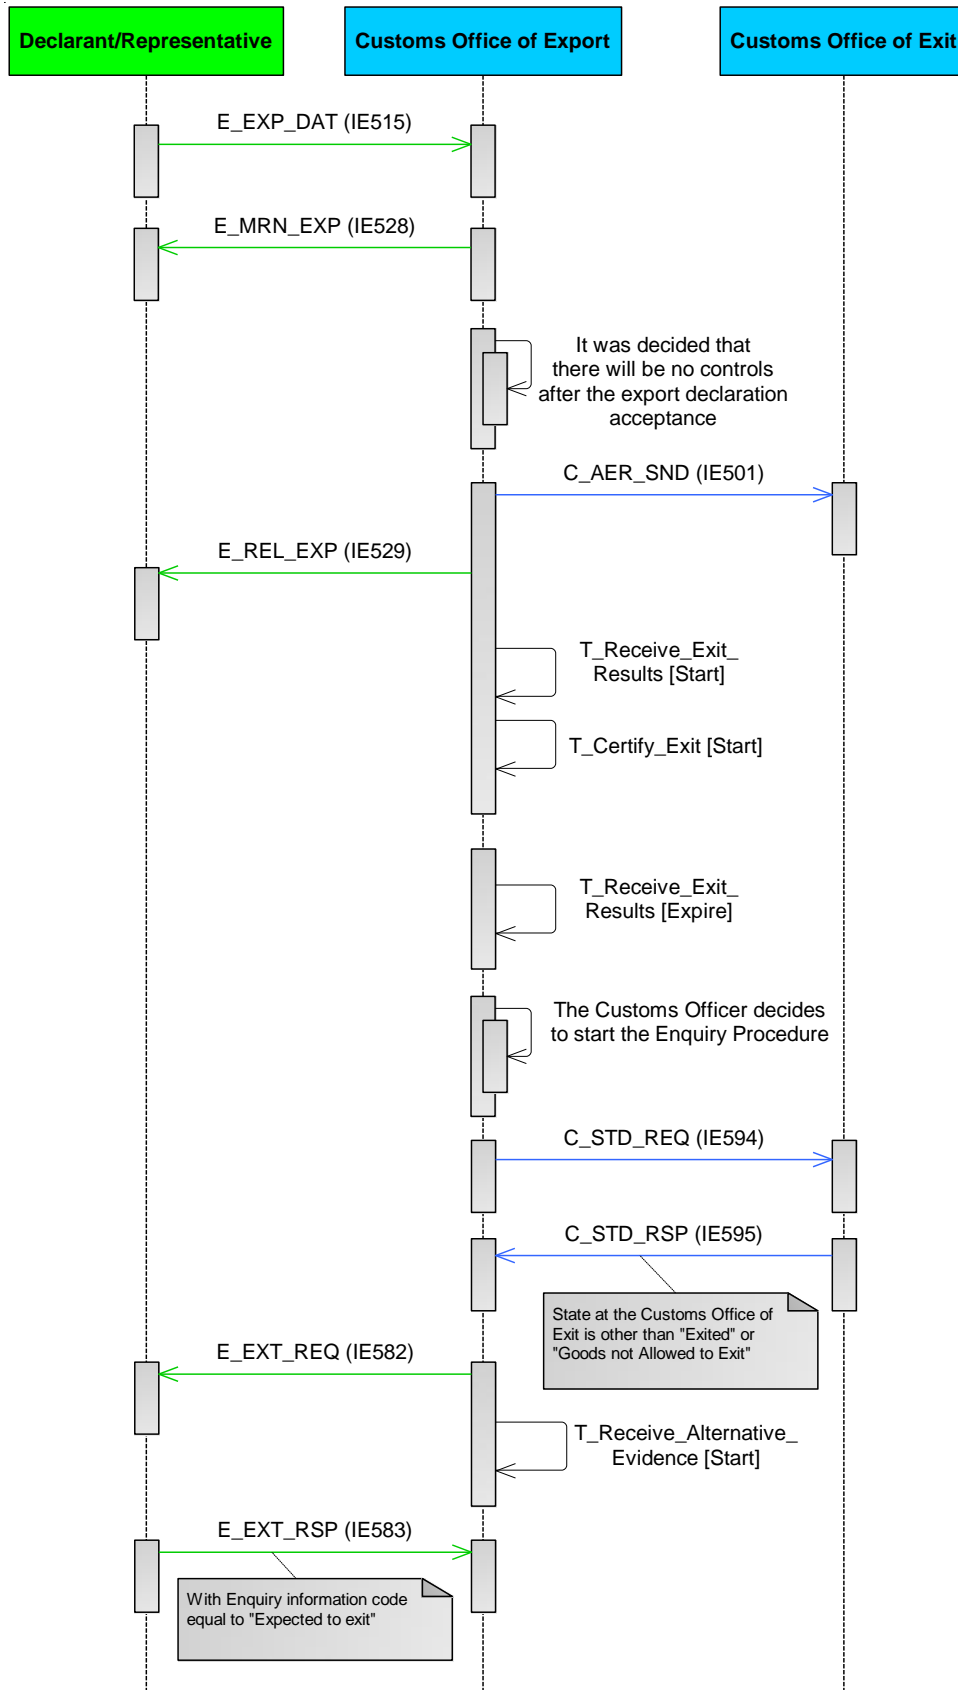 Declarant/Representative
Customs Office of Export
Customs Office of Exit
E_EXP_DAT (IE515)
E_MRN_EXP (IE528)
It was decided that
there will be no controls
after the export declaration
acceptance
C_AER_SND (IE501)
E_REL_EXP (IE529)
T_Receive_Exit_
Results [Start]
T_Certify_Exit [Start]
T_Receive_Exit_
Results [Expire]
The Customs Officer decides
to start the Enquiry Procedure
C_STD_REQ (IE594)
C_STD_RSP (IE595)
State at the Customs Office of
Exit is other than "Exited" or
"Goods not Allowed to Exit"
E_EXT_REQ (IE582)
T_Receive_Alternative_
Evidence [Start]
E_EXT_RSP (IE583)
With Enquiry information code
equal to "Expected to exit"